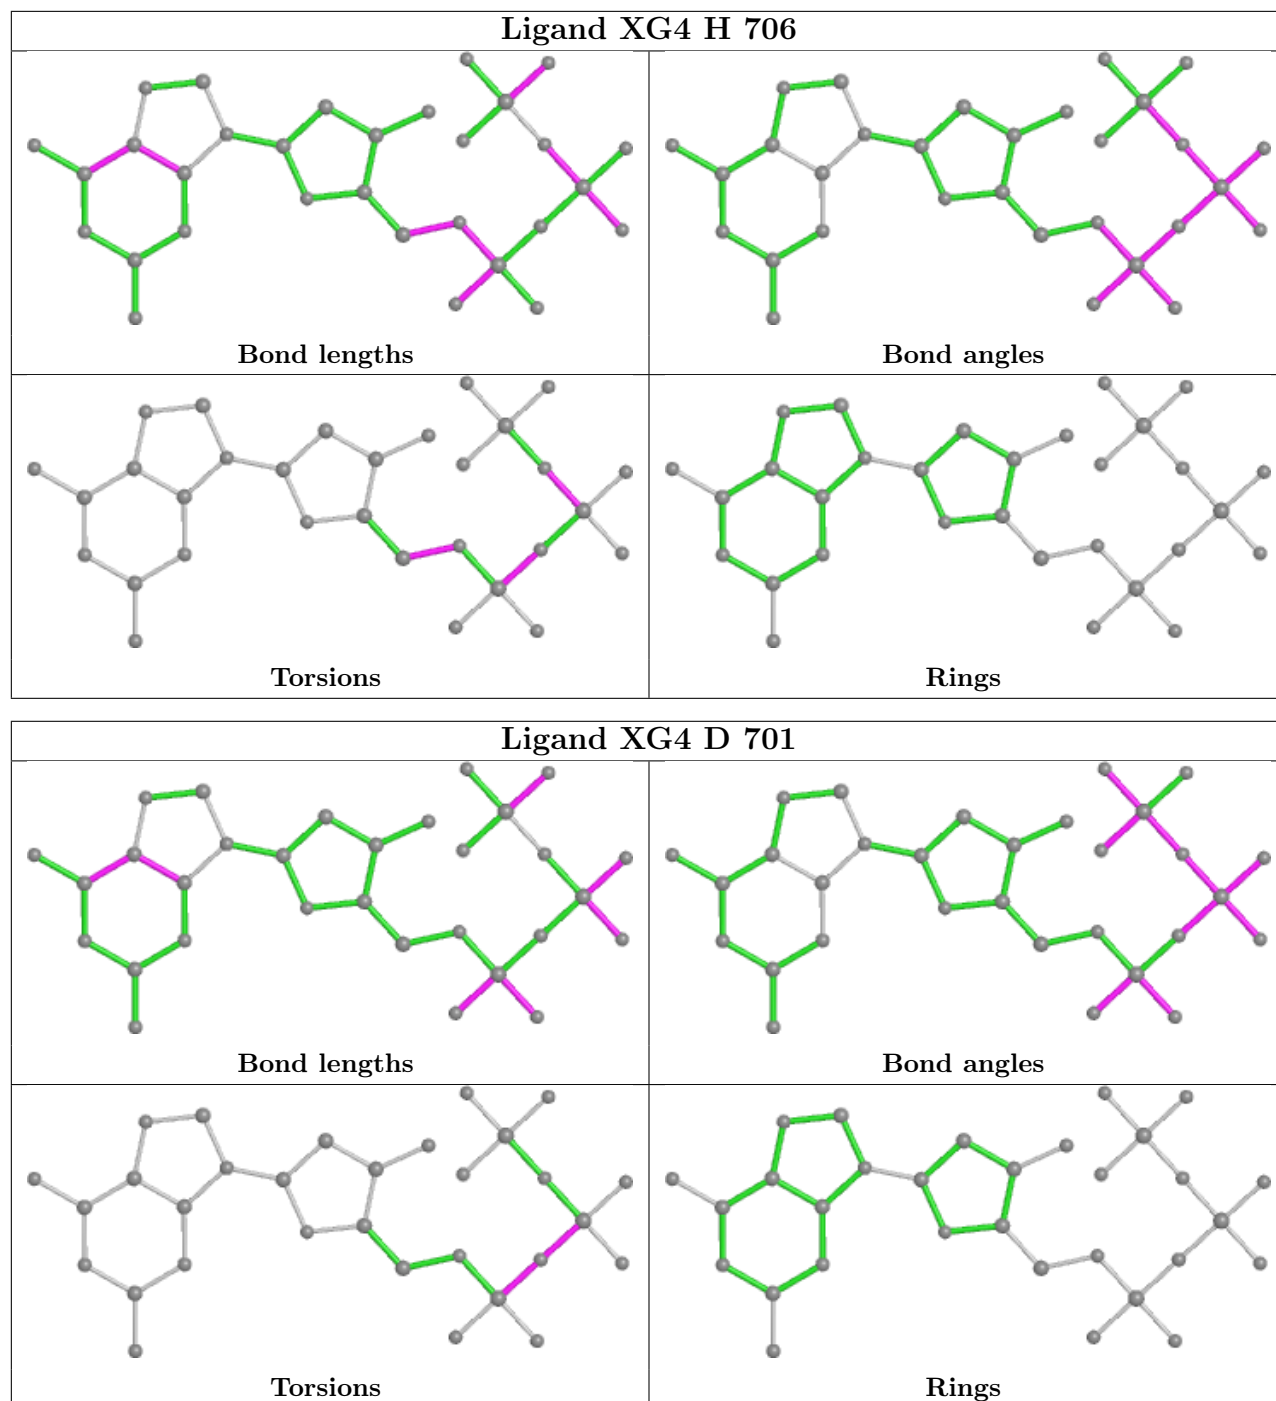 Ligand XG4 H 706
Bond lengths
Bond angles
Torsions
Rings
Ligand XG4 D 701
Bond lengths
Bond angles
Torsions
Rings